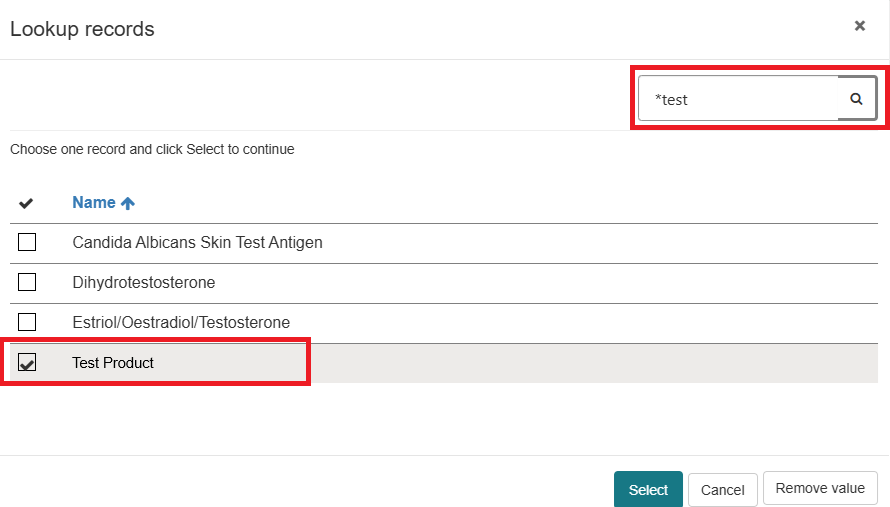 Lookup records
*test
Choose one record and click Select to continue
Name
Candida Albicans Skin Test Antigen
Dihydrotestosterone
Estriol/Oestradiol/Testosterone
Test Product
Select Cancel Remove value